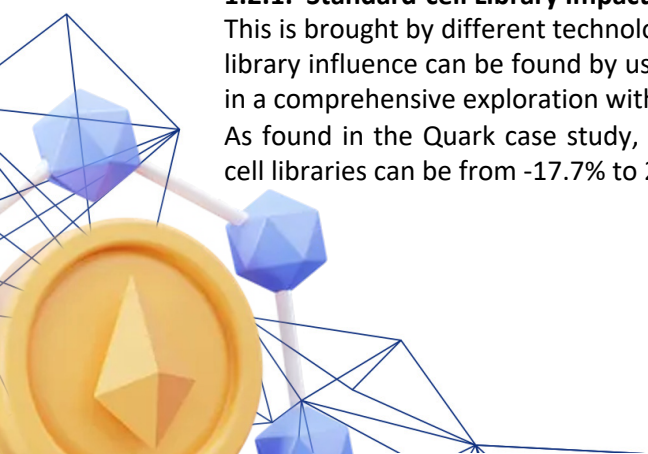 1.2.1. Standard-cell Library Impact
This is brought by different technol
library influence can be found by us
in a comprehensive exploration with
As found in the Quark case study,
cell libraries can be from -17.7% to